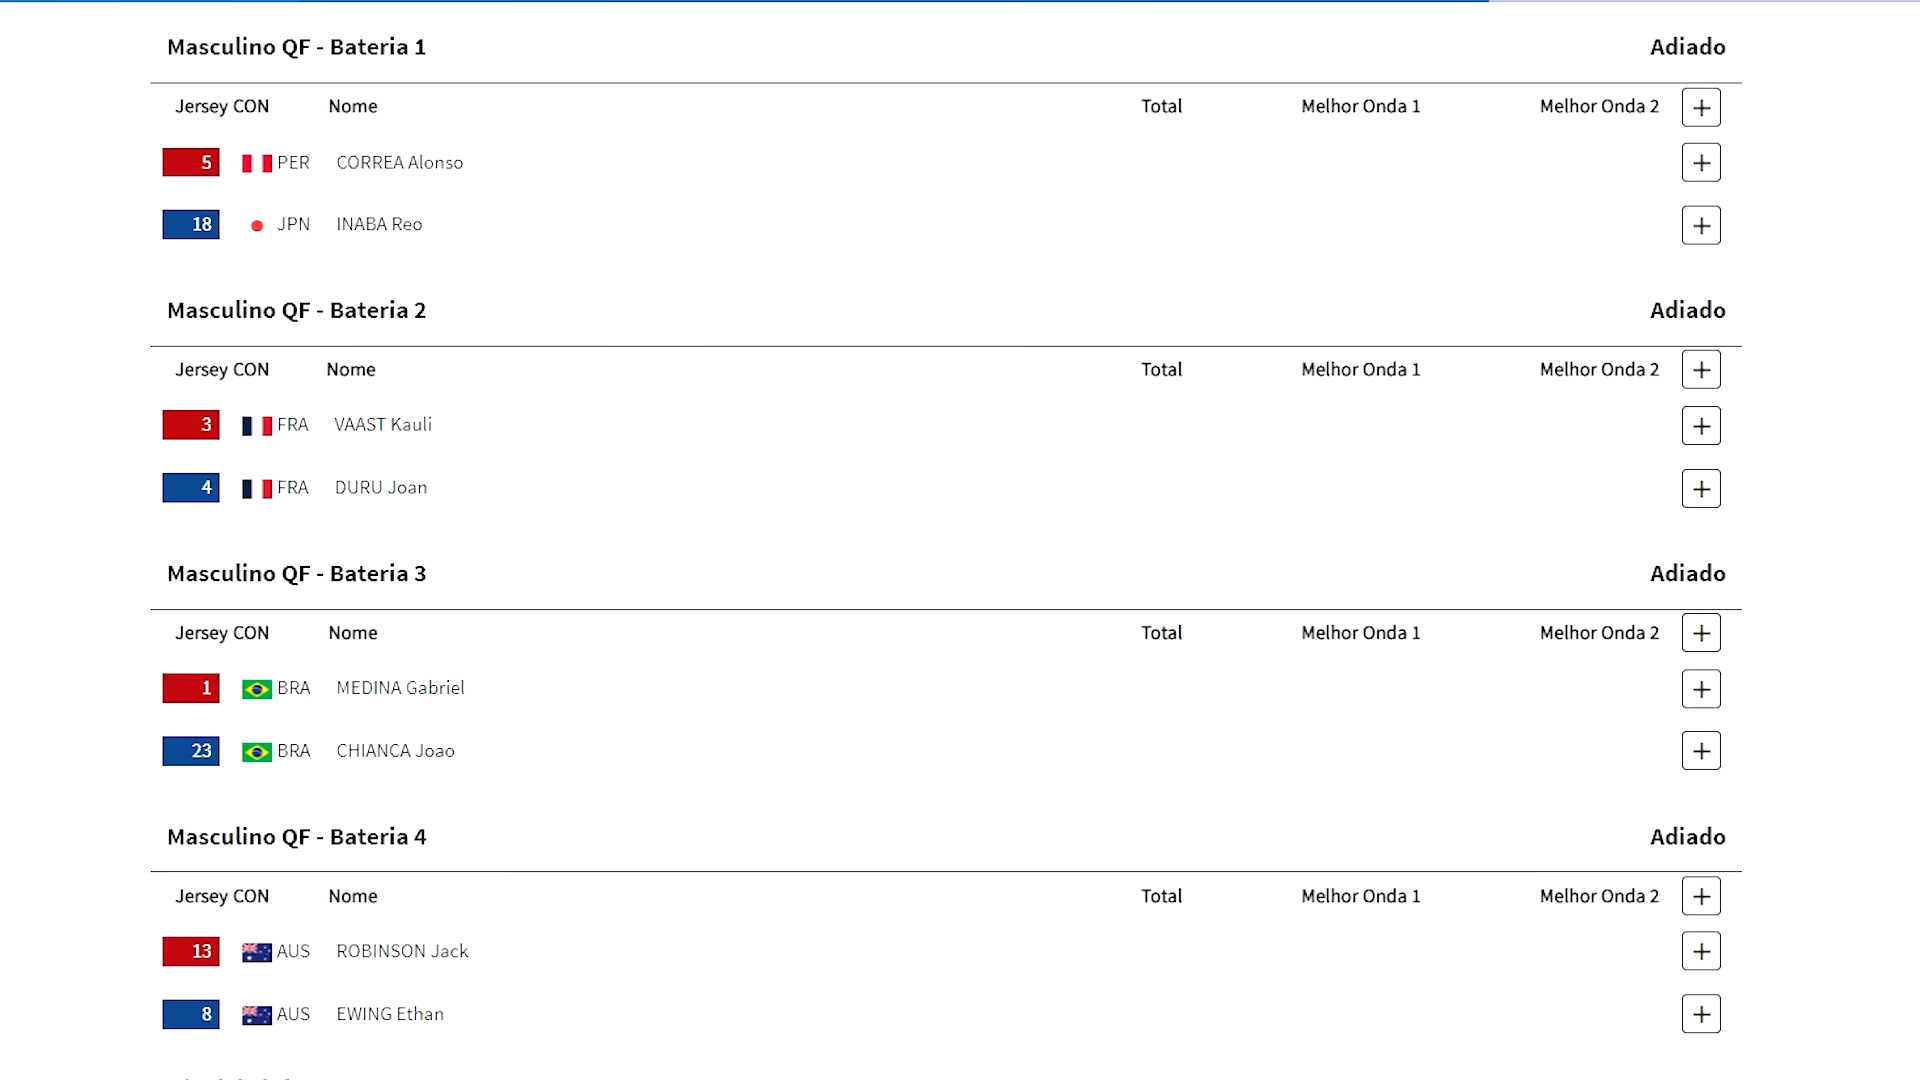 Masculino QF - Bateria 1 Adiado
Jersey CON Nome Total Melhor Onda 1 Melhor Onda 2
5 PER CORREA Alonso
18 JPN INABA Reo
Masculino QF - Bateria 2 Adiado
Jersey CON Nome Total Melhor Onda 1 Melhor Onda 2
3 FRA VAAST Kauli
4 FRA DURU Joan
Masculino QF - Bateria 3 Adiado
Jersey CON Nome Total Melhor Onda 1 Melhor Onda 2
1 BRA MEDINA Gabriel
23 BRA CHIANCA Joao
Masculino QF - Bateria 4 Adiado
Jersey CON Nome Total Melhor Onda 1 Melhor Onda 2
13 AUS ROBINSON Jack
8 AUS EWING Ethan